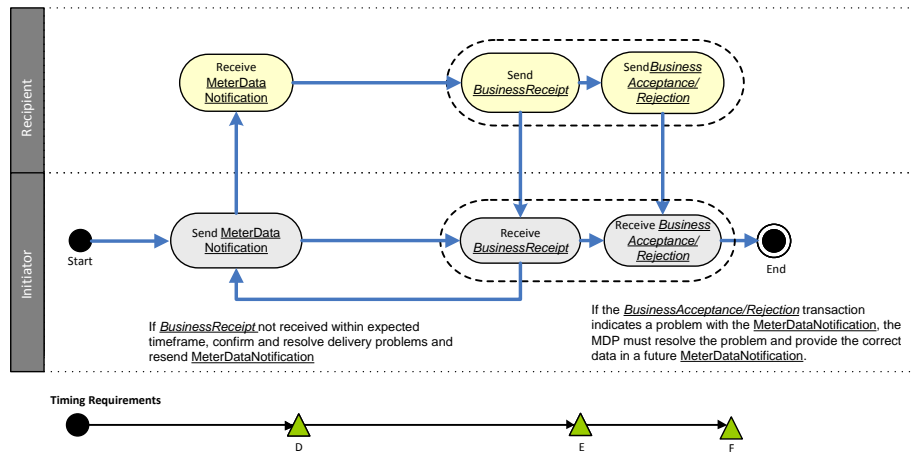 Recipient
Receive
MeterData
Notification
Send
BusinessReceipt
SendBusiness
Acceptance/
Rejection
Initiator
Start
Send MeterData
Notification
Receive
BusinessReceipt
Receive Business
Acceptance/
Rejection
End
If BusinessReceipt not received within expected
timeframe, confirm and resolve delivery problems and
resend MeterDataNotification
If the BusinessAcceptance/Rejection transaction
indicates a problem with the MeterDataNotification, the
MDP must resolve the problem and provide the correct
data in a future MeterDataNotification.
Timing Requirements
D
E
F